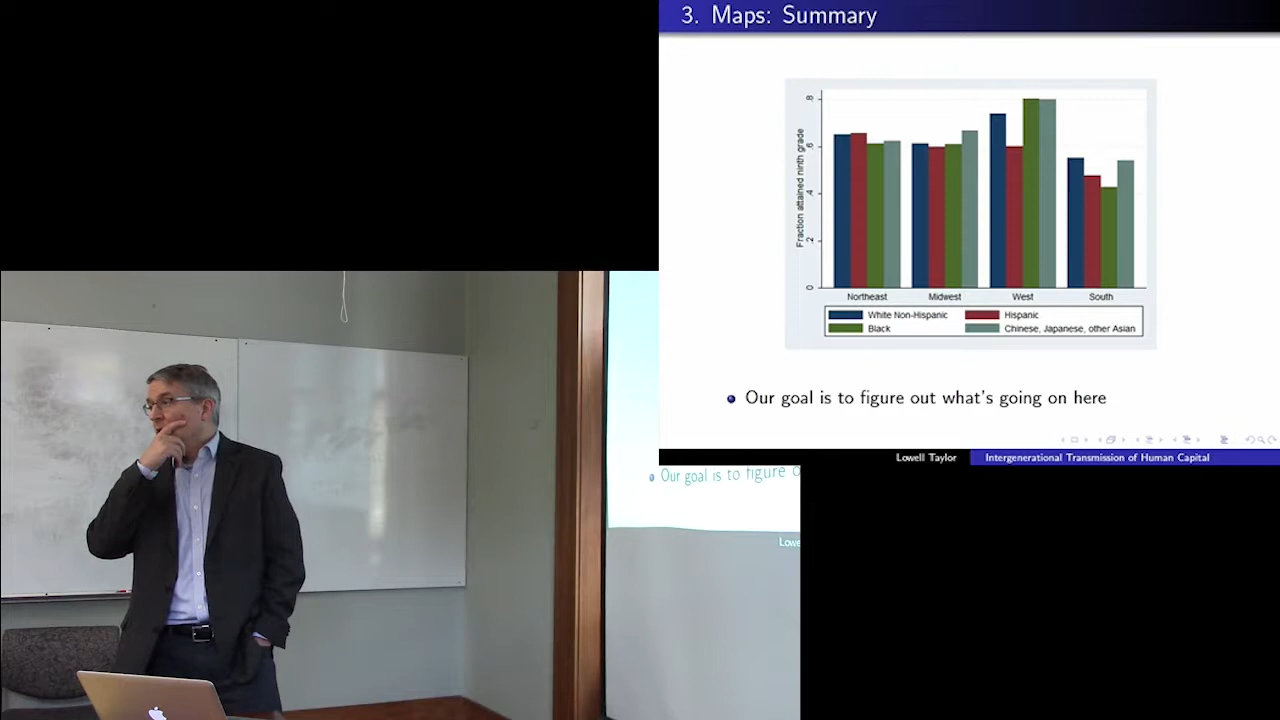 3. Maps: Summary
Fraction attained ninth grade
.8
.6
.4
.2
0
Northeast Midwest West South
White Non-Hispanic Hispanic
Black Chinese, Japanese, other Asian
Our goal is to figure out what's going on here
Lowell Taylor Intergenerational Transmission of Human Capital
Our goal is to figure
Lowe